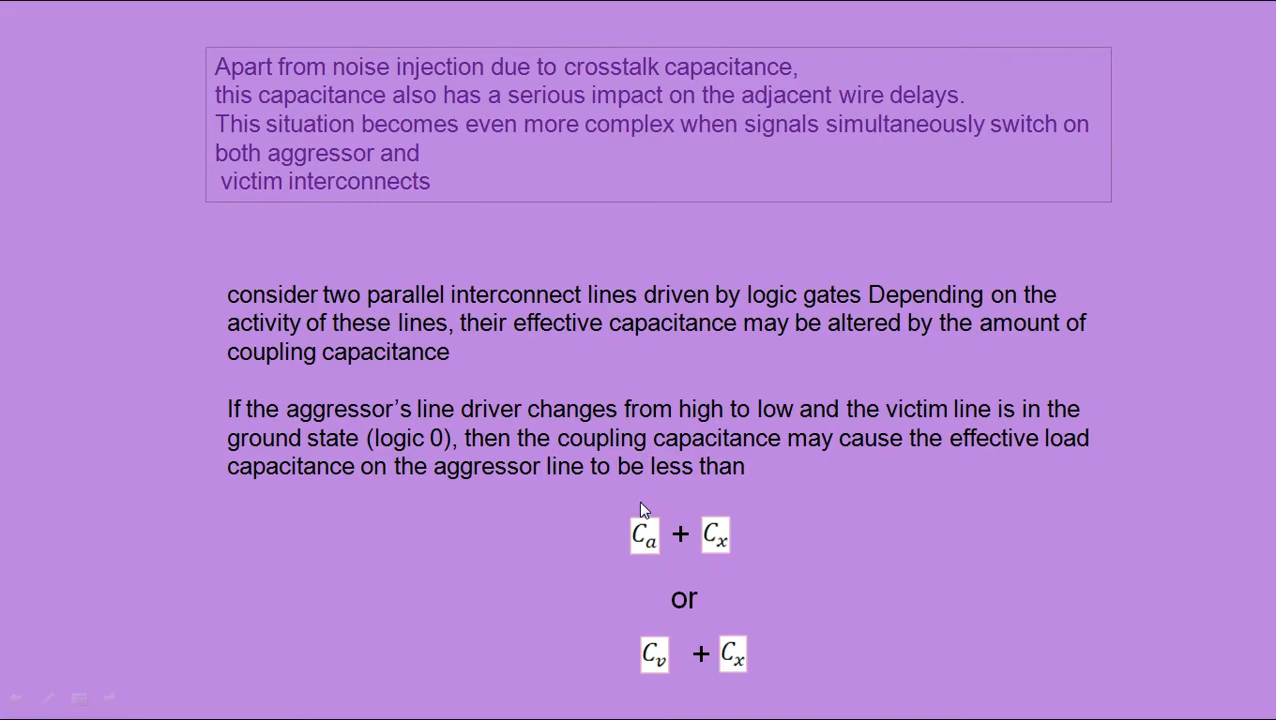 Apart from noise injection due to crosstalk capacitance,
this capacitance also has a serious impact on the adjacent wire delays.
This situation becomes even more complex when signals simultaneously switch on
both aggressor and
victim interconnects
consider two parallel interconnect lines driven by logic gates Depending on the
activity of these lines, their effective capacitance may be altered by the amount of
coupling capacitance
If the aggressor’s line driver changes from high to low and the victim line is in the
ground state (logic 0), then the coupling capacitance may cause the effective load
capacitance on the aggressor line to be less than
C_a + C_x
or
C_v + C_x